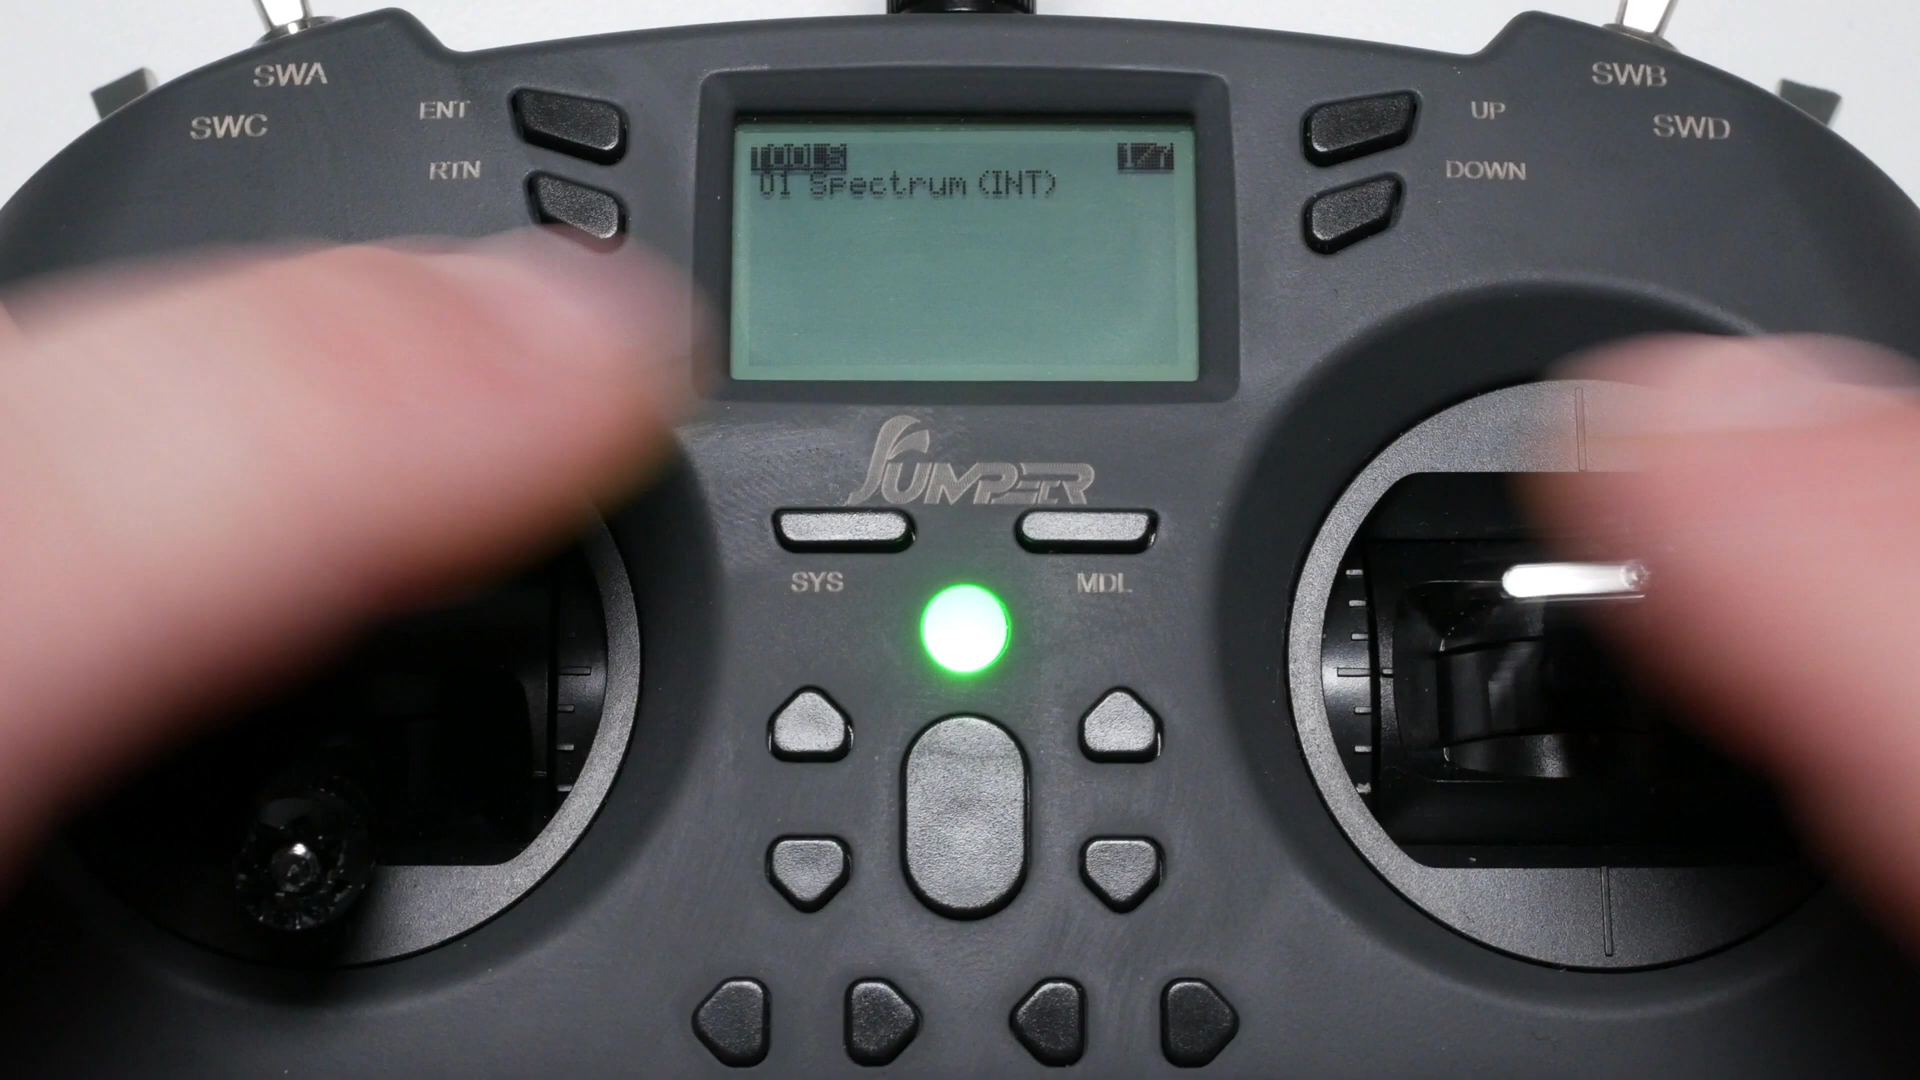 SWA
SWC
ENT
RTN
TOOLS
1/7
01 Spectrum (INT)
SWB
SWD
UP
DOWN
JUMPER
SYS
MDL